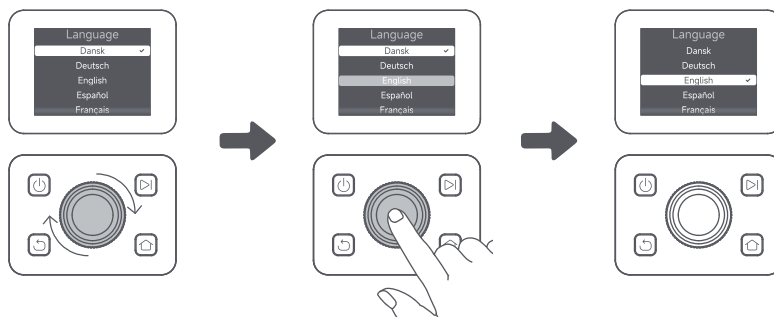 Language
Dansk
Deutsch
English
Español
Français
Language
Dansk
Deutsch
English
Español
Français
Language
Dansk
Deutsch
English
Español
Français